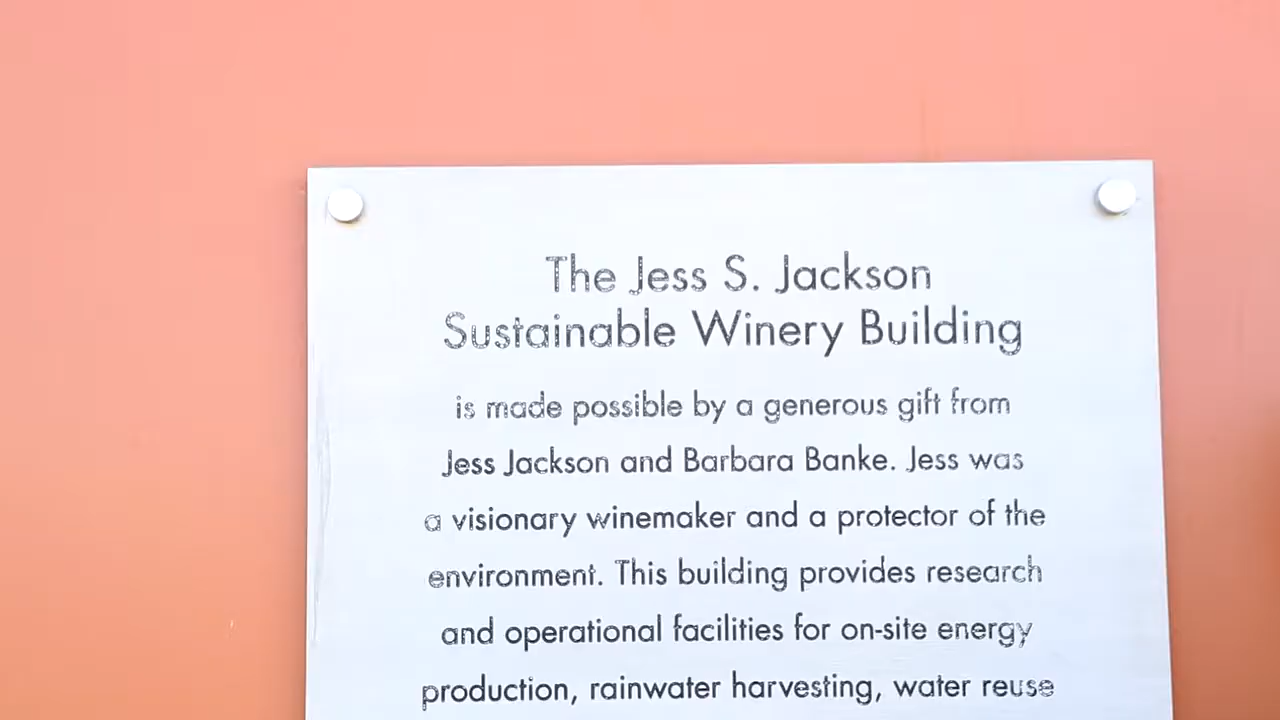 The Jess S. Jackson
Sustainable Winery Building
is made possible by a generous gift from
Jess Jackson and Barbara Banke. Jess was
a visionary winemaker and a protector of the
environment. This building provides research
and operational facilities for on-site energy
production, rainwater harvesting, water reuse